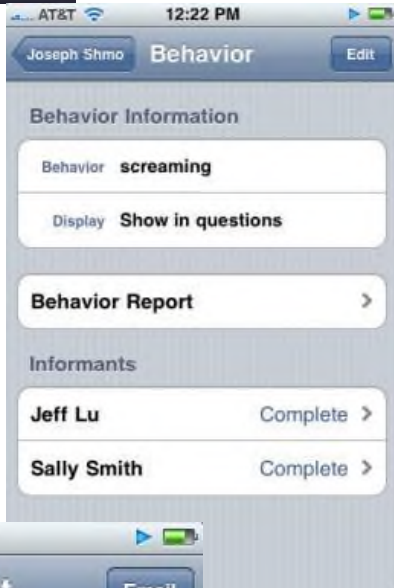 AT&T 12:22 PM
Joseph Shmo Behavior Edit
Behavior Information
Behavior screaming
Display Show in questions
Behavior Report
Informants
Jeff Lu Complete
Sally Smith Complete